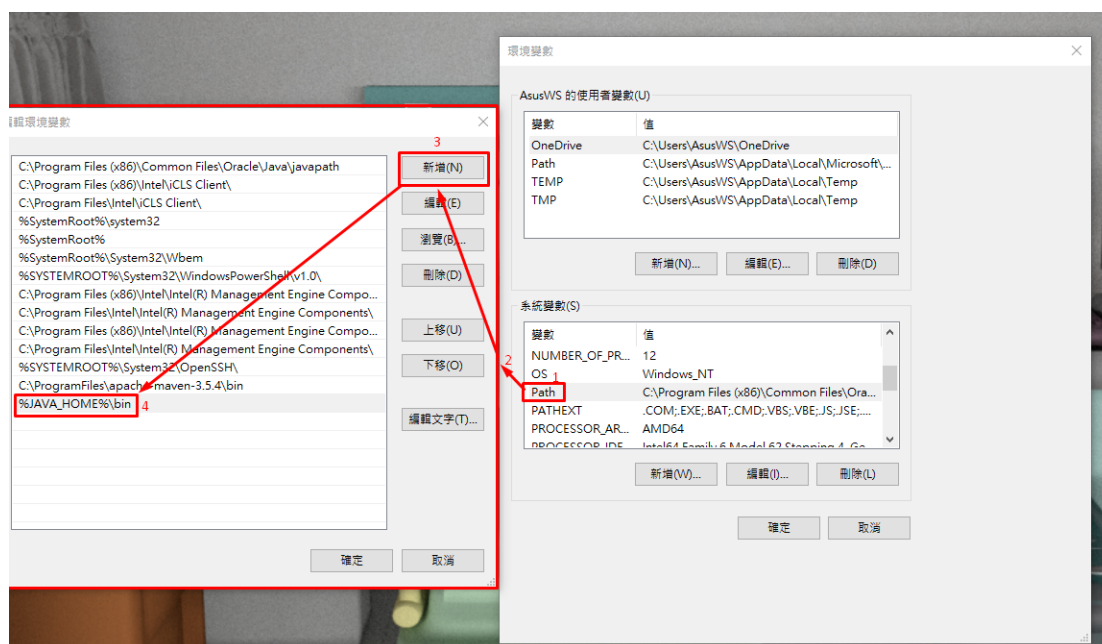 環境變數
AsusWS 的使用者變數(U)
變數 值
OneDrive C:\Users\AsusWS\OneDrive
Path C:\Users\AsusWS\AppData\Local\Microsoft\...
TEMP C:\Users\AsusWS\AppData\Local\Temp
TMP C:\Users\AsusWS\AppData\Local\Temp
新增(N)... 編輯(E)... 刪除(D)
系統變數(S)
變數 值
NUMBER_OF_PR... 12
OS Windows_NT
1
Path C:\Program Files (x86)\Common Files\Ora...
PATHEXT .COM;.EXE;.BAT;.CMD;.VBS;.VBE;.JS;.JSE;....
PROCESSOR_AR... AMD64
PROCESSOR_IDE Intel64 Family 6 Model 62 Stepping 4, Ge
新增(W)... 編輯(I)... 刪除(L)
確定 取消
2
編輯環境變數
3
C:\Program Files (x86)\Common Files\Oracle\Java\javapath
C:\Program Files (x86)\Intel\iCLS Client\
C:\Program Files\Intel\iCLS Client\
%SystemRoot%\system32
%SystemRoot%
%SystemRoot%\System32\Wbem
%SYSTEMROOT%\System32\WindowsPowerShell\v1.0\
C:\Program Files (x86)\Intel\Intel(R) Management Engine Compo...
C:\Program Files\Intel\Intel(R) Management Engine Components\
C:\Program Files (x86)\Intel\Intel(R) Management Engine Compo...
C:\Program Files\Intel\Intel(R) Management Engine Components\
%SYSTEMROOT%\System32\OpenSSH\
C:\ProgramFiles\apache-maven-3.5.4\bin
%JAVA_HOME%\bin 4
新增(N)
編輯(E)
瀏覽(B)...
刪除(D)
上移(U)
下移(O)
編輯文字(T)...
確定 取消